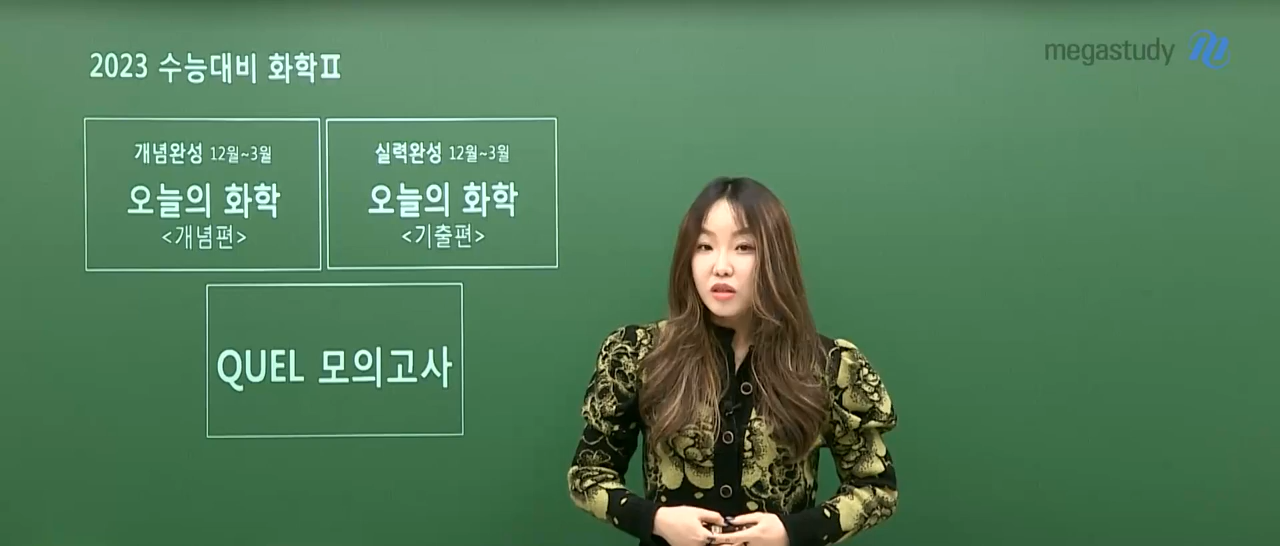 2023 수능대비 화학Ⅱ
megastudy
개념완성 12월~3월
오늘의 화학
<개념편>
실력완성 12월~3월
오늘의 화학
<기출편>
QUEL 모의고사